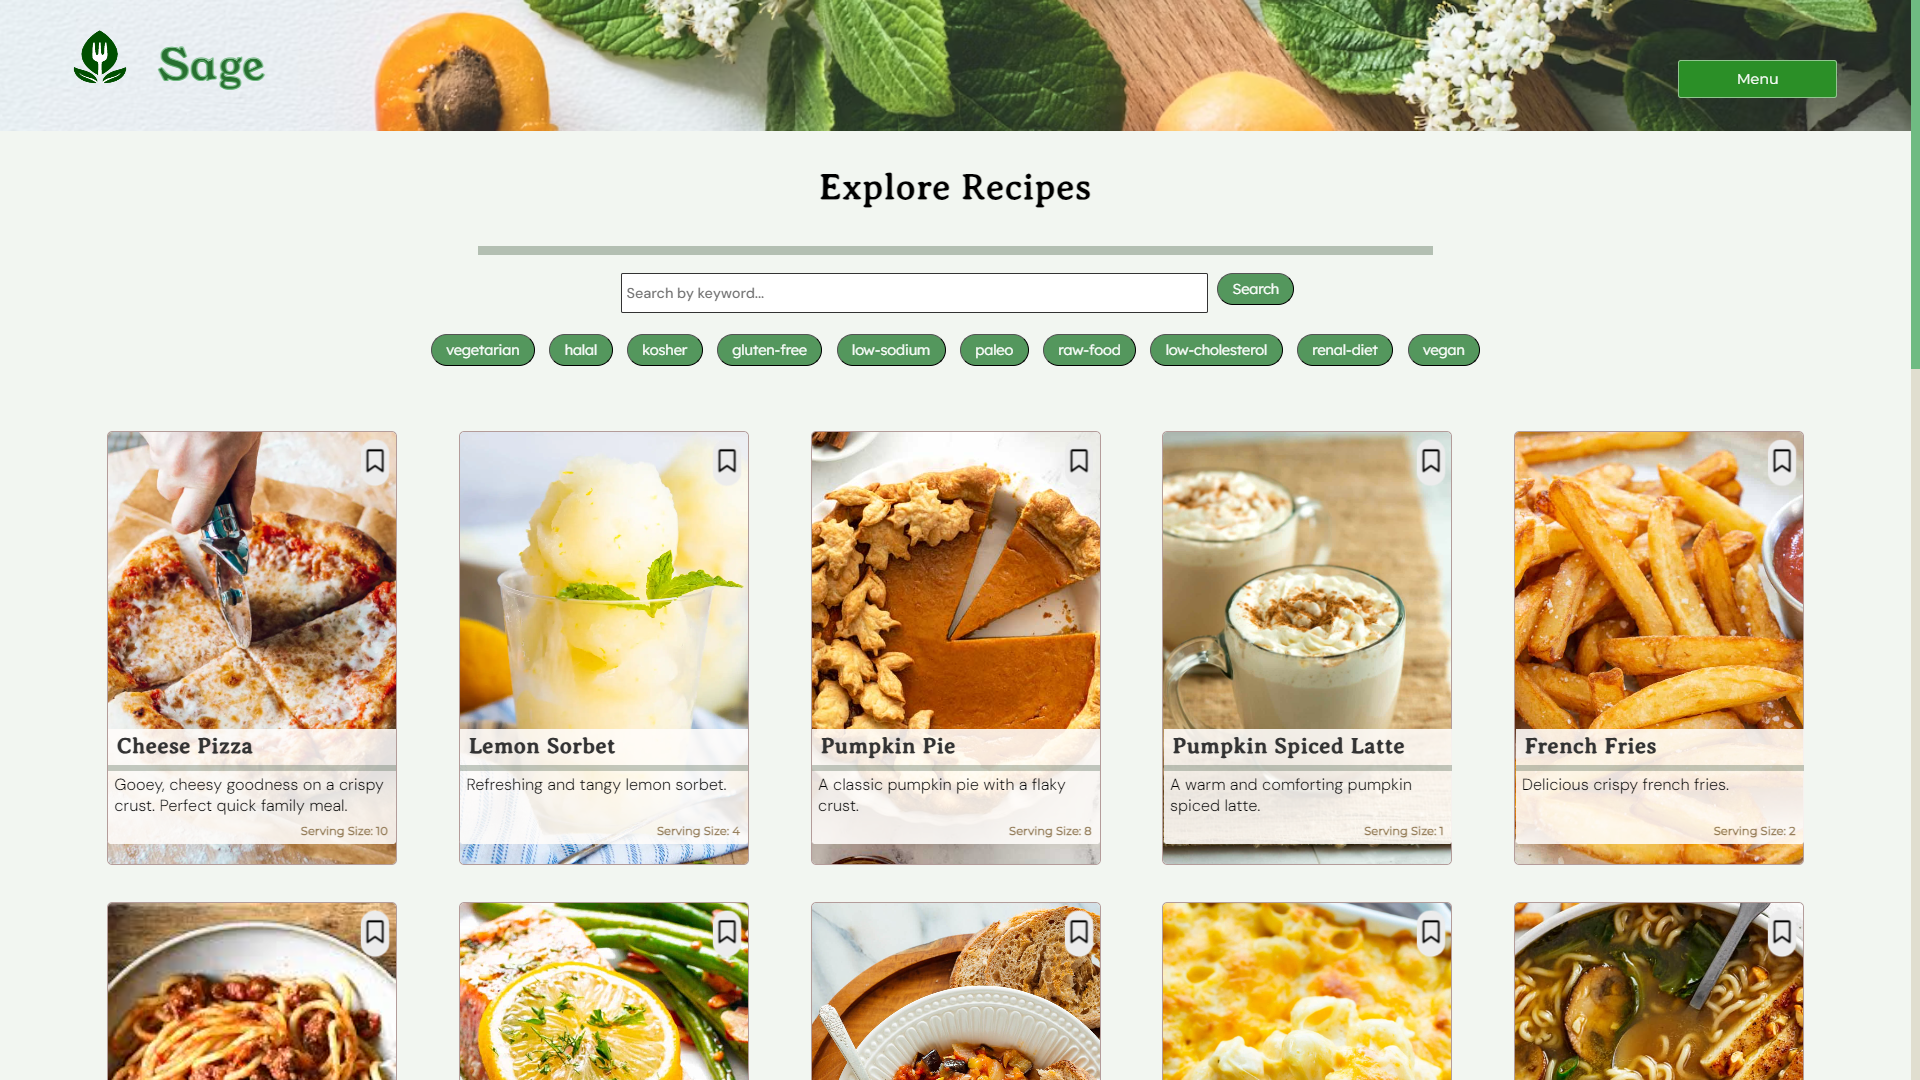 Sage
Menu
Explore Recipes
Search by keyword...
Search
vegetarian
halal
kosher
gluten-free
low-sodium
paleo
raw-food
low-cholesterol
renal-diet
vegan
Cheese Pizza
Gooey, cheesy goodness on a crispy
crust. Perfect quick family meal.
Serving Size: 10
Lemon Sorbet
Refreshing and tangy lemon sorbet.
Serving Size: 4
Pumpkin Pie
A classic pumpkin pie with a flaky
crust.
Serving Size: 8
Pumpkin Spiced Latte
A warm and comforting pumpkin
spiced latte.
Serving Size: 1
French Fries
Delicious crispy french fries.
Serving Size: 2